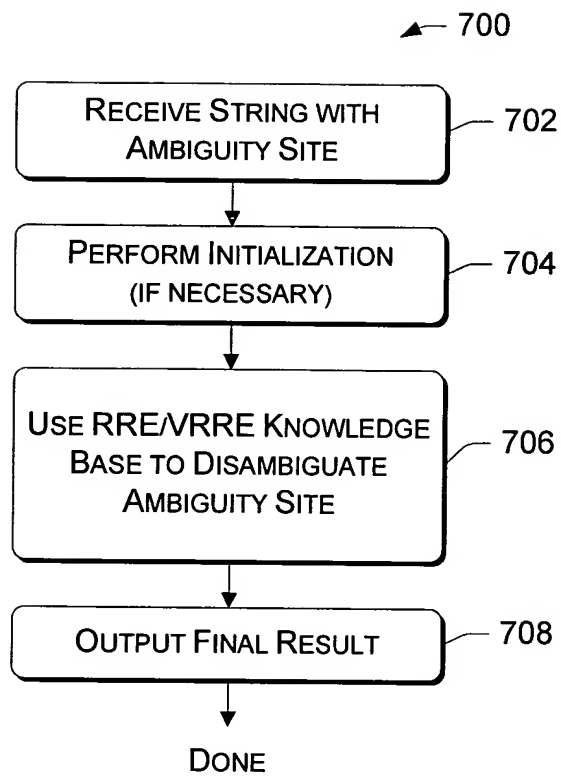 700
RECEIVE STRING WITH
AMBIGUITY SITE
702
PERFORM INITIALIZATION
(IF NECESSARY)
704
USE RRE/VRRE KNOWLEDGE
BASE TO DISAMBIGUATE
AMBIGUITY SITE
706
OUTPUT FINAL RESULT
708
DONE